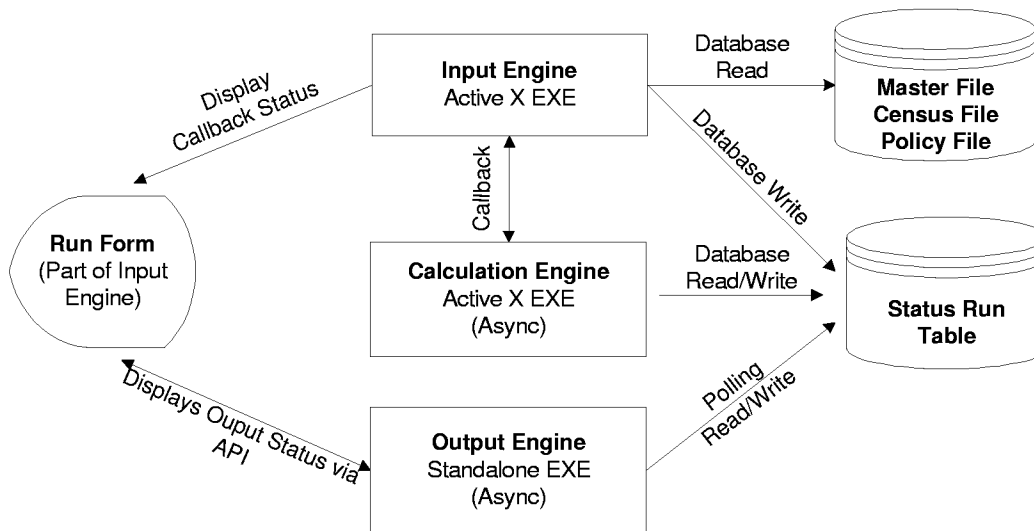 Input Engine
Active X EXE
Database
Read
Master File
Census File
Policy File
Display
Callback Status
Callback
Database Write
Run Form
(Part of Input
Engine)
Calculation Engine
Active X EXE
(Async)
Database
Read/Write
Status Run
Table
Displays Ouput Status via
API
Output Engine
Standalone EXE
(Async)
Polling
Read/Write